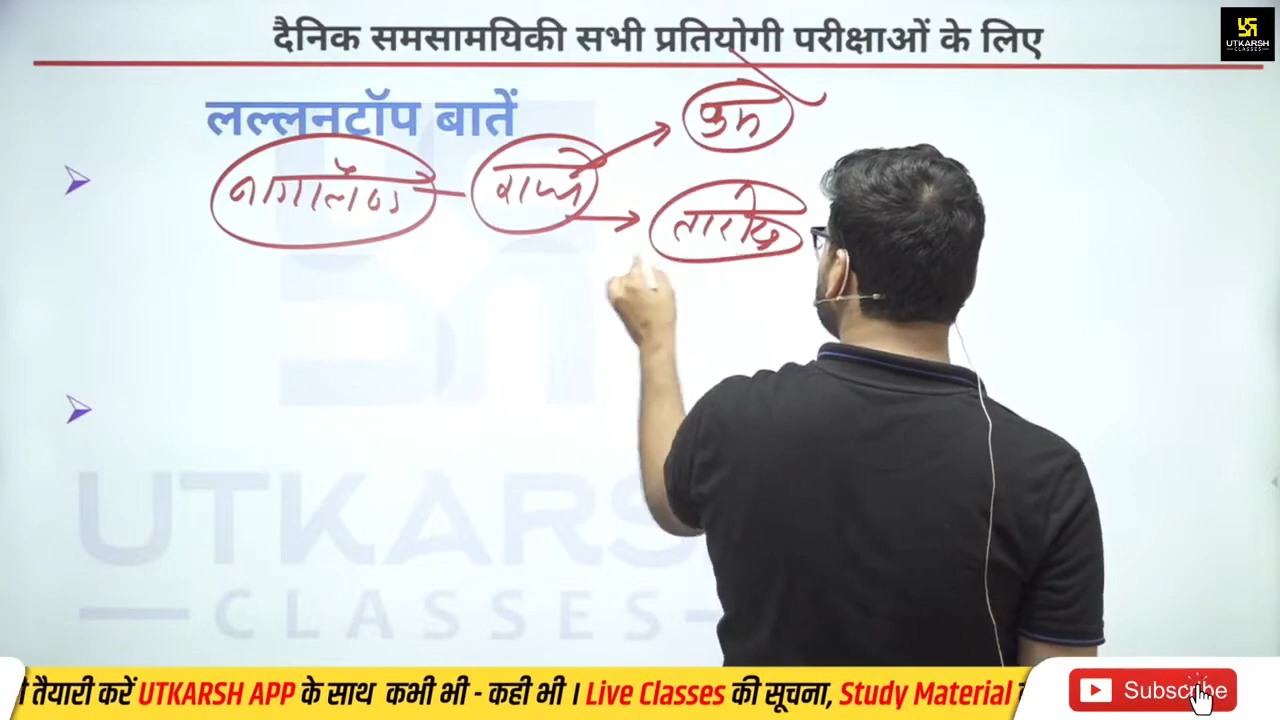 दैनिक समसामयिकी सभी प्रतियोगी परीक्षाओं के लिए
UTKARSH
CLASSES
लल्लनटॉप बातें
क्रम
नागालैण्ड राज्य
तारीख
UTKARSH
CLASSES
तैयारी करें UTKARSH APP के साथ कभी भी - कही भी । Live Classes की सूचना, Study Material
Subscribe